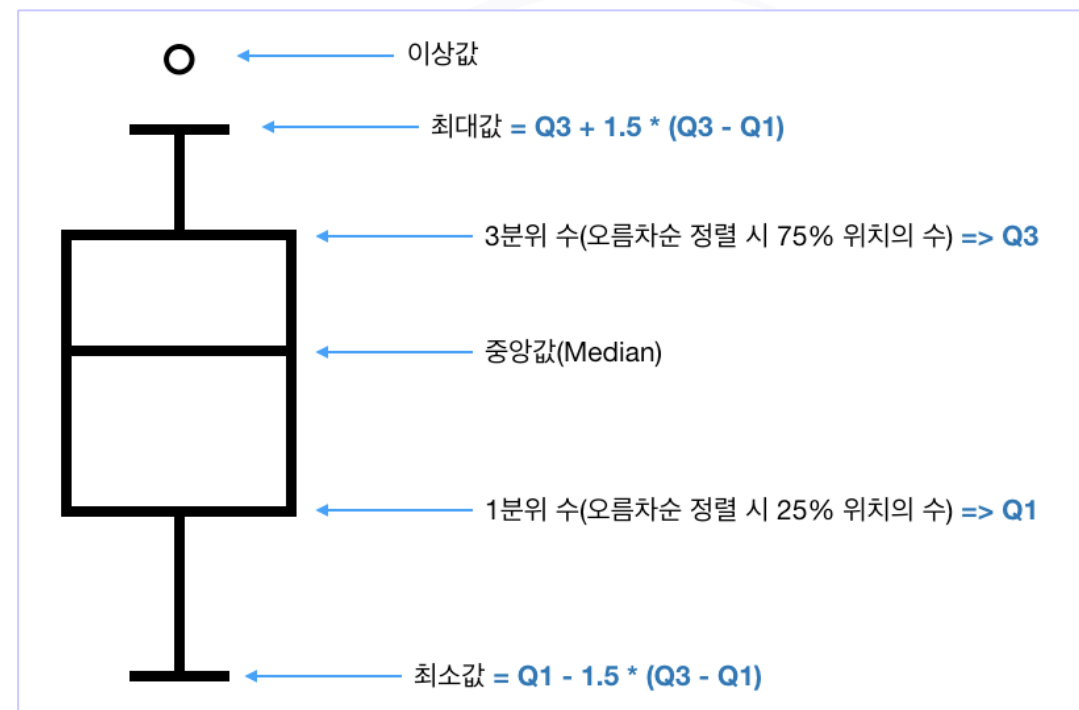 이상값
최대값 = Q3 + 1.5 * (Q3 - Q1)
3분위 수(오름차순 정렬 시 75% 위치의 수) => Q3
중앙값(Median)
1분위 수(오름차순 정렬 시 25% 위치의 수) => Q1
최소값 = Q1 - 1.5 * (Q3 - Q1)